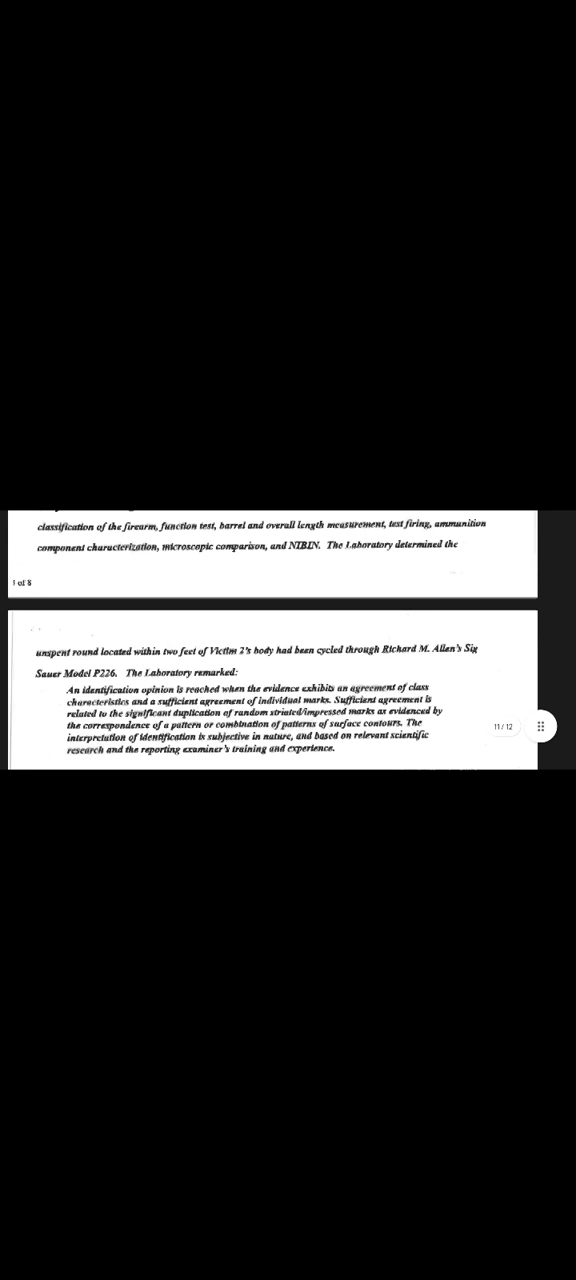 classification of the firearm, function test, barrel and overall length measurement, test firing, ammunition
component characterization, microscopic comparison, and NIBIN. The Laboratory determined the
1 of 8
unspent round located within two feet of Victim 2's body had been cycled through Richard M. Allen's Sig
Sauer Model P226. The Laboratory remarked:
An identification opinion is reached when the evidence exhibits an agreement of class
characteristics and a sufficient agreement of individual marks. Sufficient agreement is
related to the significant duplication of random striated/impressed marks as evidenced by
the correspondence of a pattern or combination of patterns of surface contours. The
interpretation of identification is subjective in nature, and based on relevant scientific
research and the reporting examiner's training and experience.
11 / 12